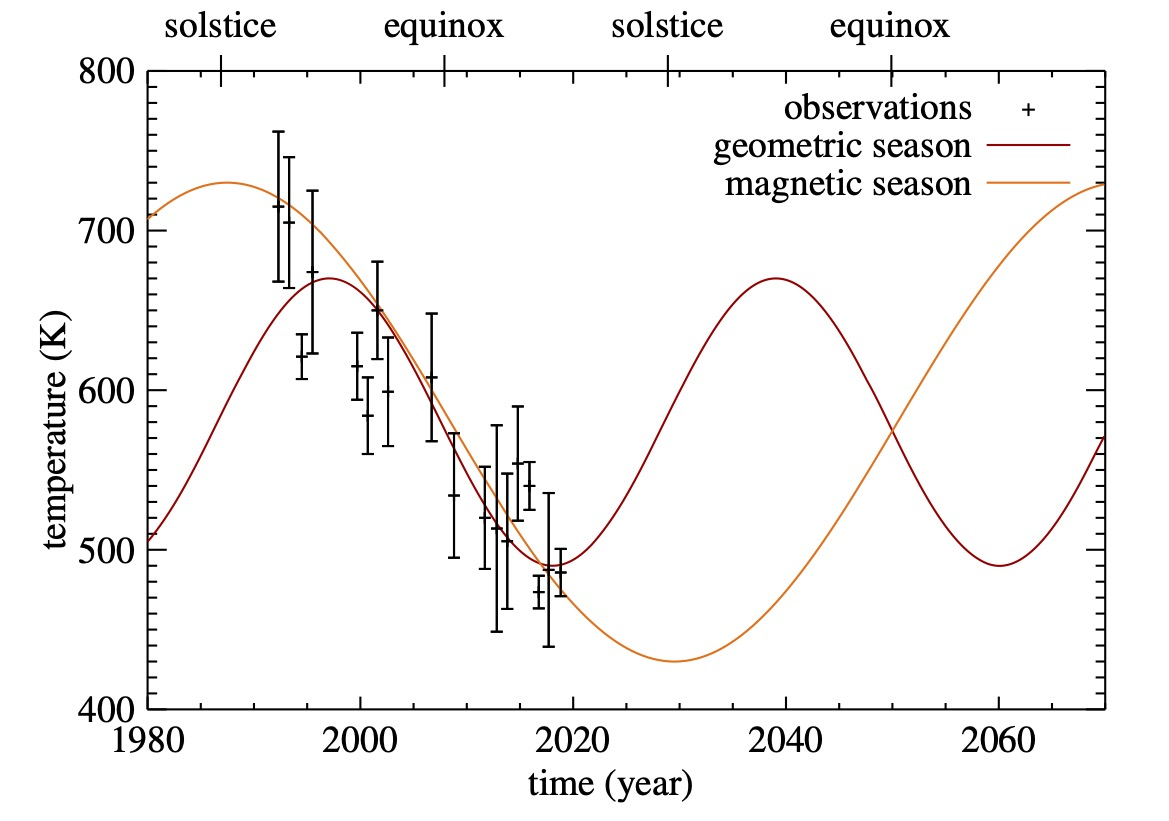 solstice equinox solstice equinox
800
observations
geometric season
magnetic season
700
600
500
400
temperature (K)
1980 2000 2020 2040 2060
time (year)